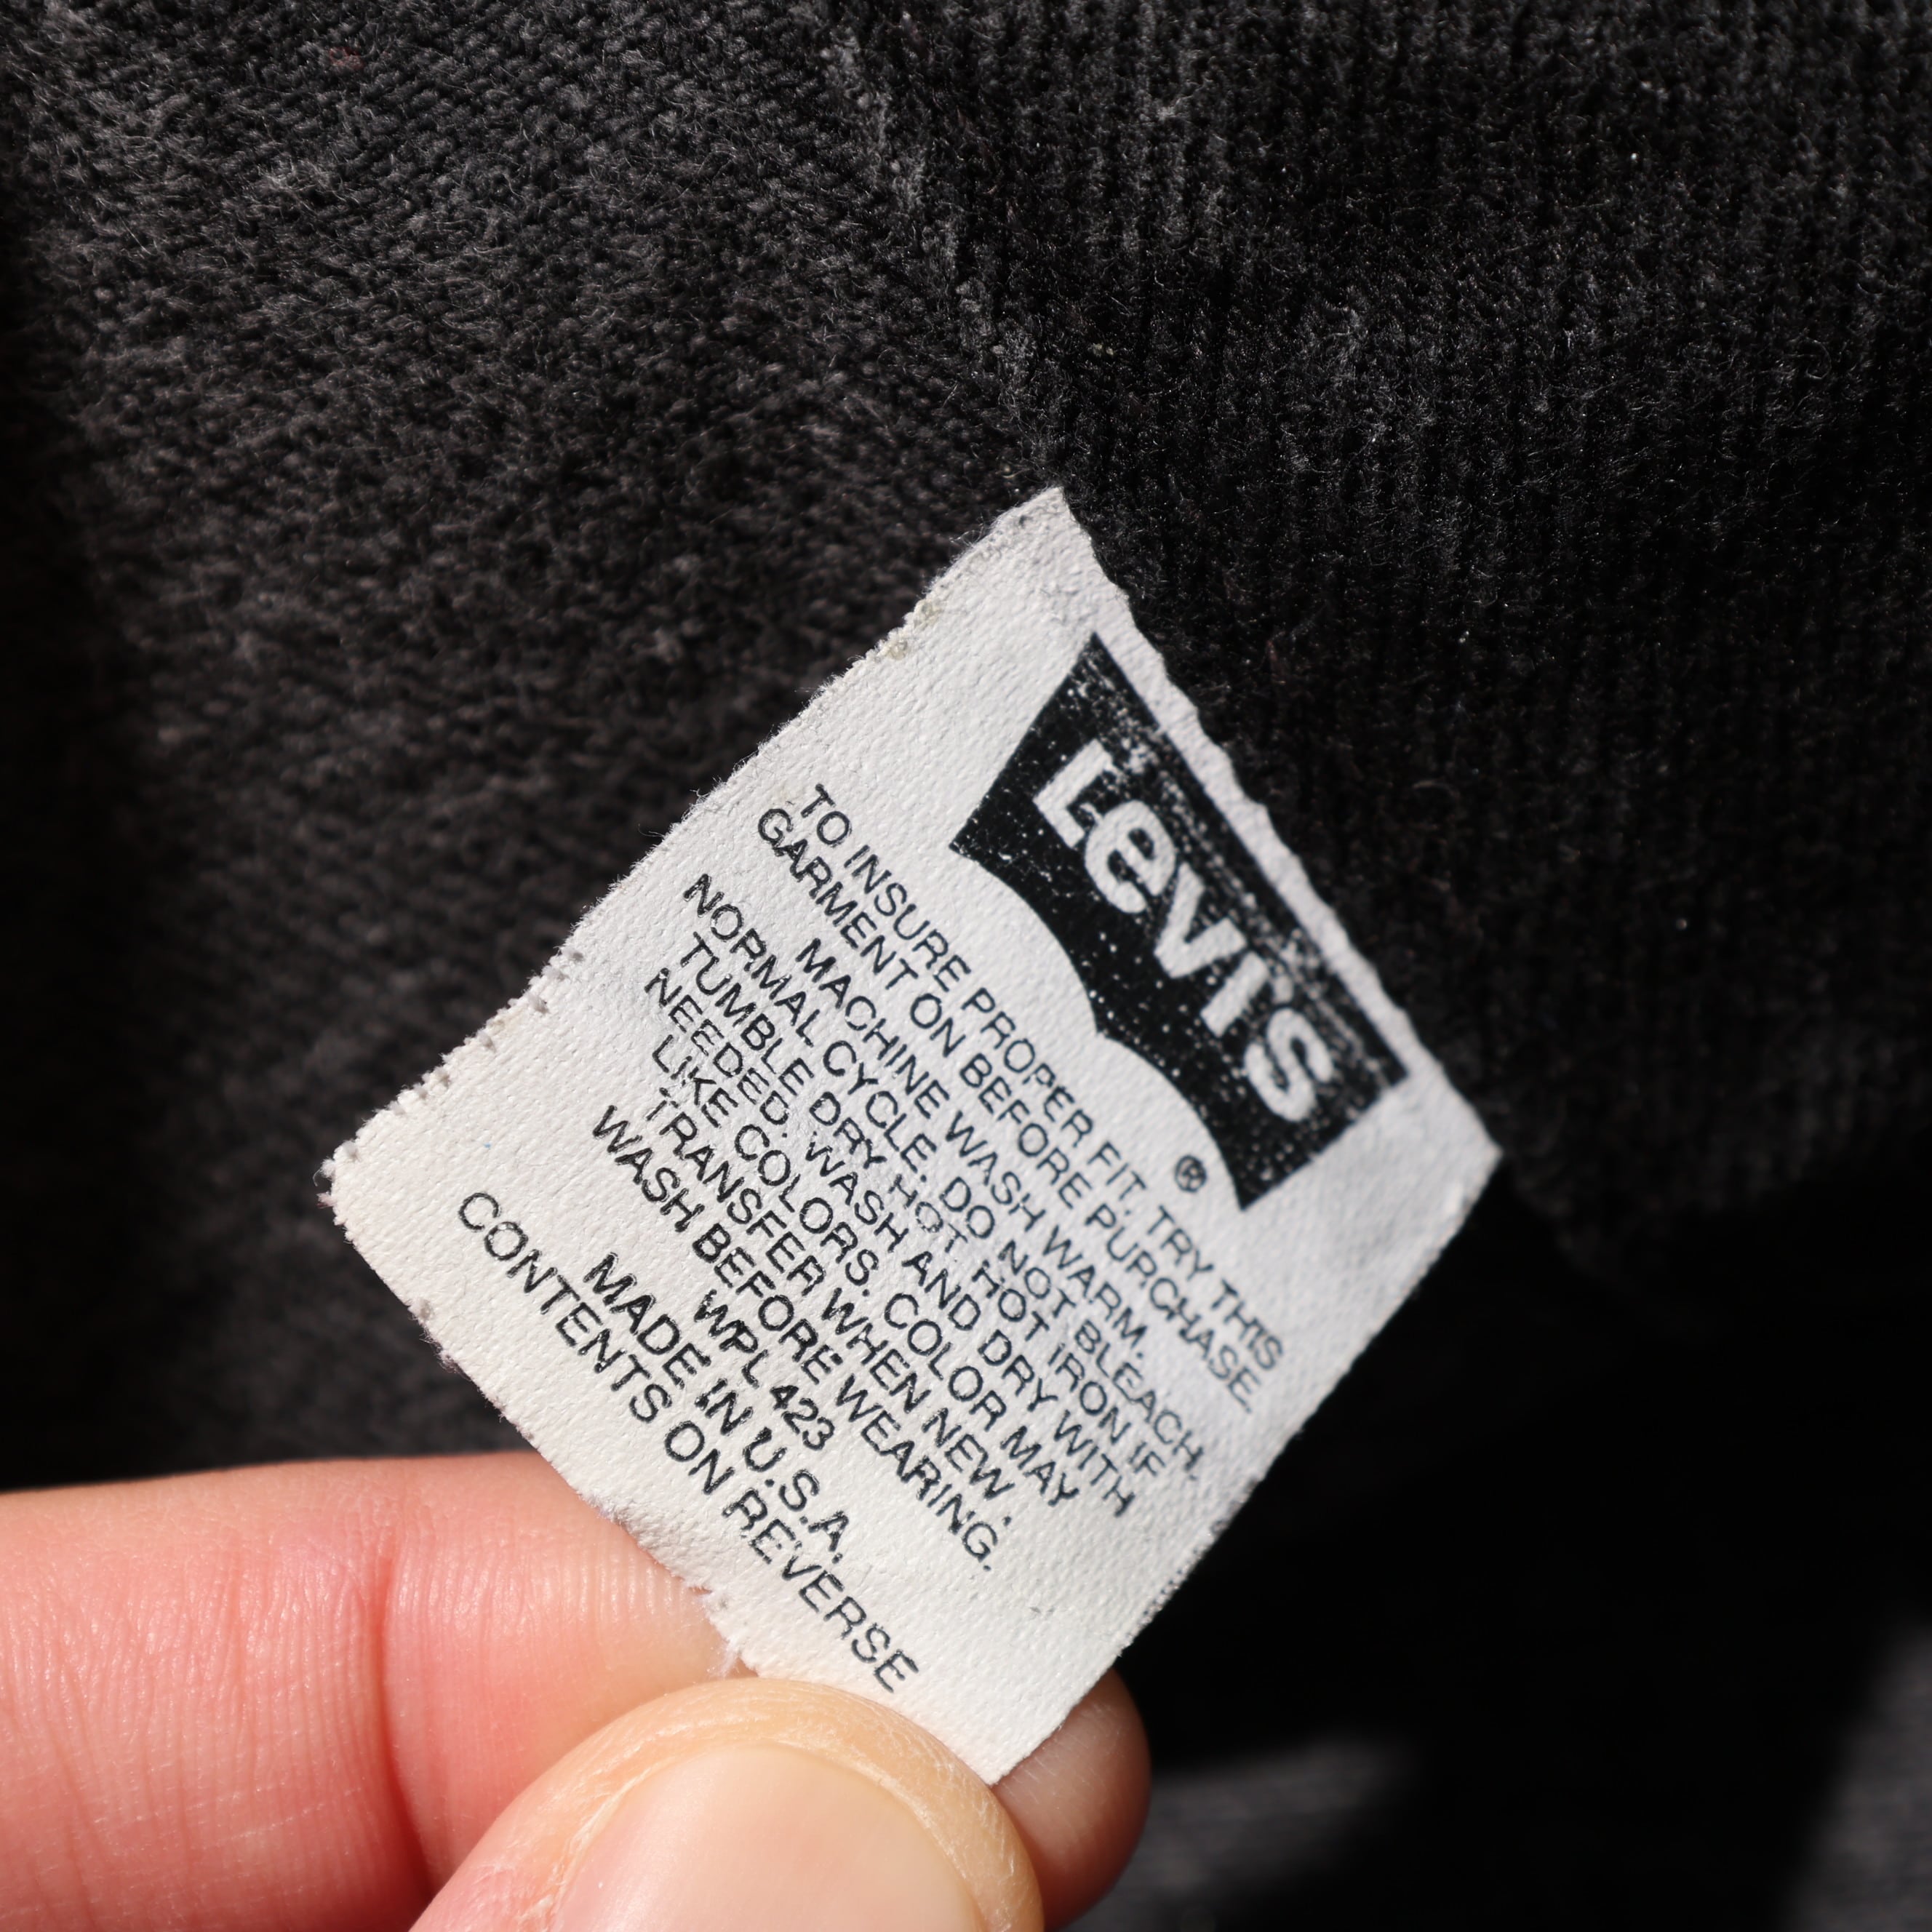 Levi's
®
TO INSURE PROPER FIT. TRY THIS
GARMENT ON BEFORE PURCHASE.
MACHINE WASH WARM.
NORMAL CYCLE. DO NOT BLEACH.
TUMBLE DRY HOT. HOT IRON IF
NEEDED. WASH AND DRY WITH
LIKE COLORS. COLOR MAY
TRANSFER WHEN NEW.
WASH BEFORE WEARING.
WPL 423
MADE IN U.S.A.
CONTENTS ON REVERSE